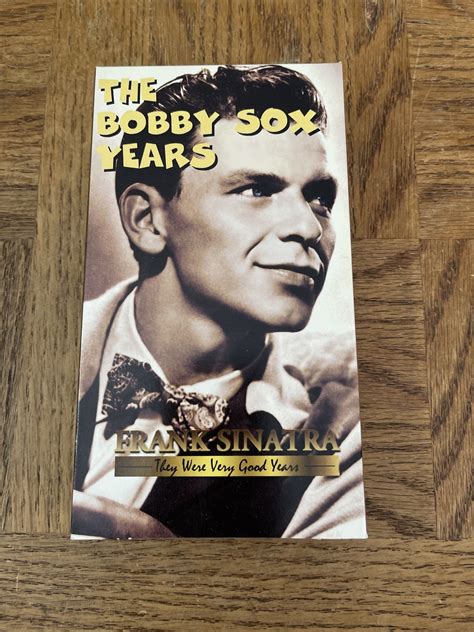 THE
BOBBY SOX
YEARS
FRANK SINATRA
They Were Very Good Years